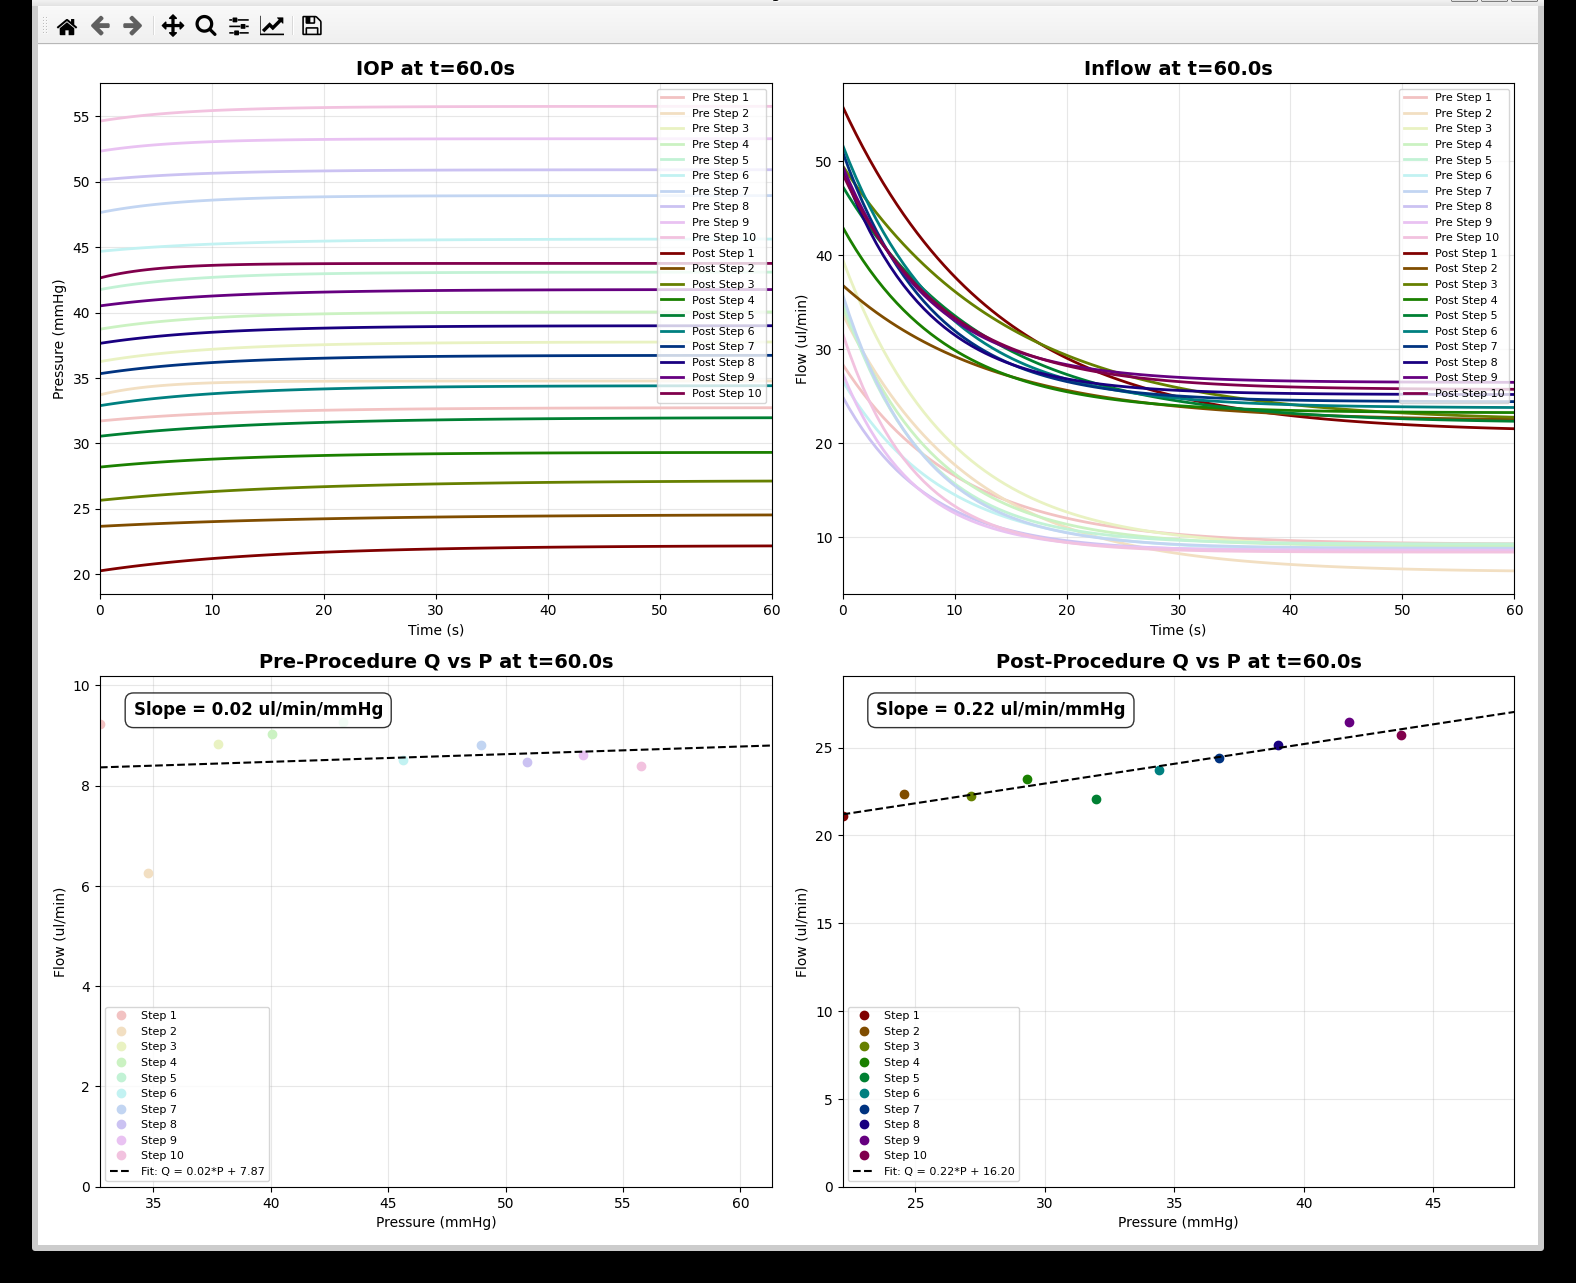 IOP at t=60.0s
Pressure (mmHg)
55
50
45
40
35
30
25
20
0 10 20 30 40 50 60
Time (s)
Pre Step 1
Pre Step 2
Pre Step 3
Pre Step 4
Pre Step 5
Pre Step 6
Pre Step 7
Pre Step 8
Pre Step 9
Pre Step 10
Post Step 1
Post Step 2
Post Step 3
Post Step 4
Post Step 5
Post Step 6
Post Step 7
Post Step 8
Post Step 9
Post Step 10
Inflow at t=60.0s
Flow (ul/min)
50
40
30
20
10
0 10 20 30 40 50 60
Time (s)
Pre Step 1
Pre Step 2
Pre Step 3
Pre Step 4
Pre Step 5
Pre Step 6
Pre Step 7
Pre Step 8
Pre Step 9
Pre Step 10
Post Step 1
Post Step 2
Post Step 3
Post Step 4
Post Step 5
Post Step 6
Post Step 7
Post Step 8
Post Step 9
Post Step 10
Pre-Procedure Q vs P at t=60.0s
Slope = 0.02 ul/min/mmHg
Flow (ul/min)
10
8
6
4
2
0
35 40 45 50 55 60
Pressure (mmHg)
Step 1
Step 2
Step 3
Step 4
Step 5
Step 6
Step 7
Step 8
Step 9
Step 10
Fit: Q = 0.02*P + 7.87
Post-Procedure Q vs P at t=60.0s
Slope = 0.22 ul/min/mmHg
Flow (ul/min)
25
20
15
10
5
0
25 30 35 40 45
Pressure (mmHg)
Step 1
Step 2
Step 3
Step 4
Step 5
Step 6
Step 7
Step 8
Step 9
Step 10
Fit: Q = 0.22*P + 16.20